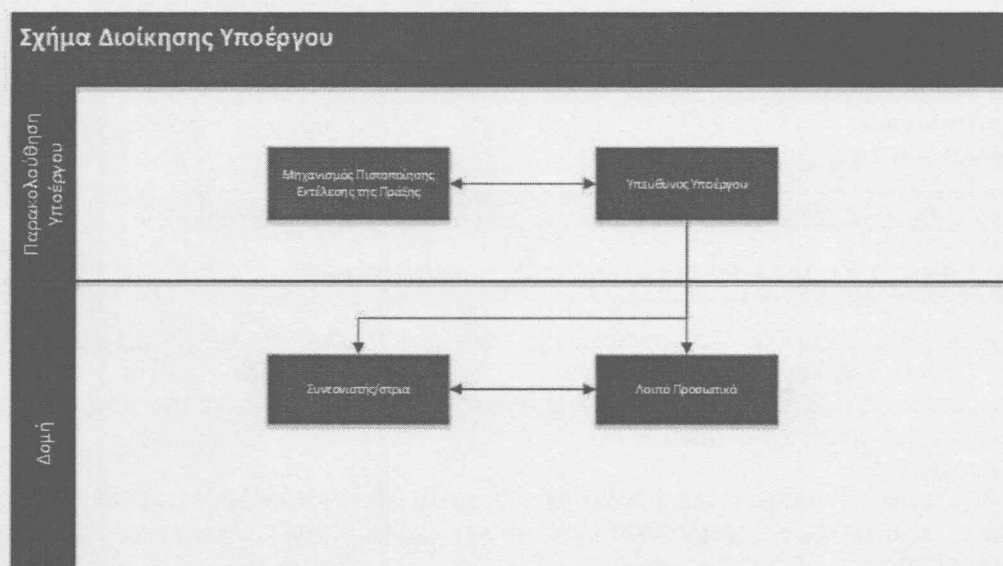 Σχήμα Διοίκησης Υποέργου
Παρακολούθηση
Υποέργου
Μηχανισμός Πιστοποίησης
Εκτέλεσης της Πράξης
Υπεύθυνος Υποέργου
Δομή
Συντονιστής/στρια
Λοιπό Προσωπικό